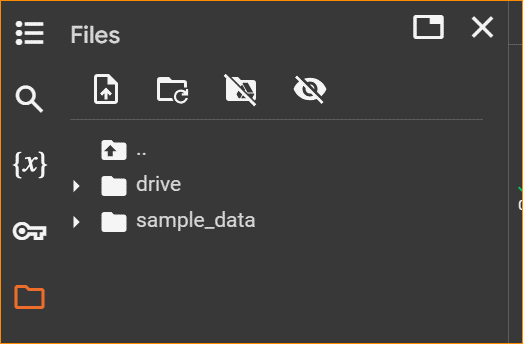 Files
{x}
..
drive
sample_data